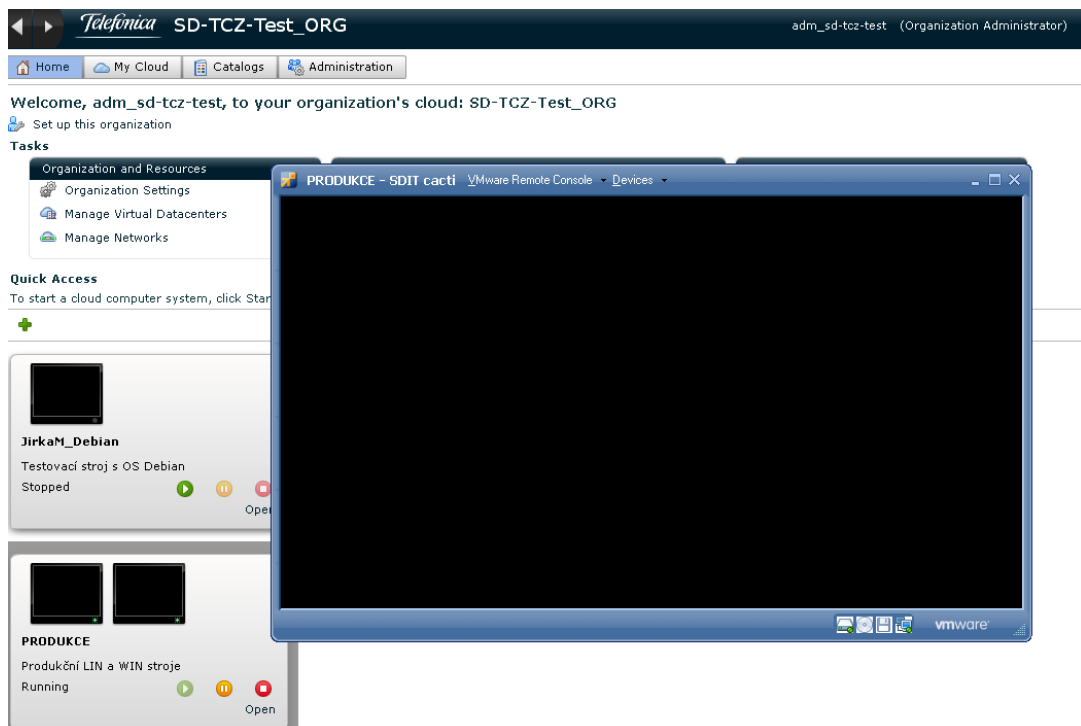 Telefónica SD-TCZ-Test_ORG adm_sd-tcz-test (Organization Administrator)
Home My Cloud Catalogs Administration
Welcome, adm_sd-tcz-test, to your organization's cloud: SD-TCZ-Test_ORG
Set up this organization
Tasks
Organization and Resources
Organization Settings
Manage Virtual Datacenters
Manage Networks
PRODUKCE - SDIT cacti VMware Remote Console Devices
Quick Access
To start a cloud computer system, click Star
JirkaM_Debian
Testovací stroj s OS Debian
Stopped
Open
vmware
PRODUKCE
Produkční LIN a WIN stroje
Running
Open